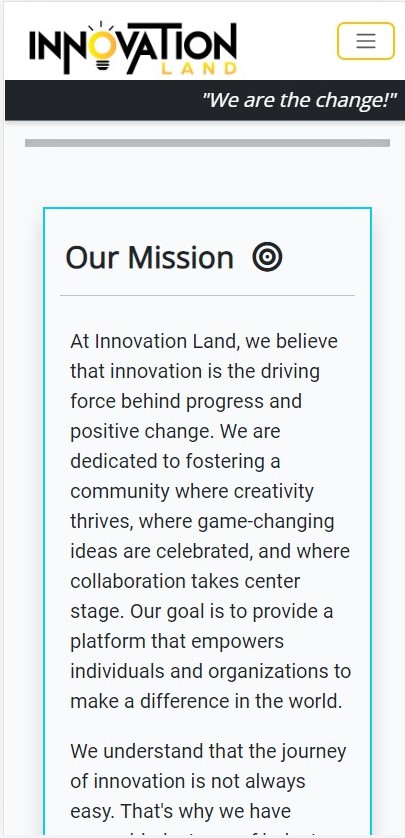 INNOVATION
LAND
"We are the change!"
Our Mission
At Innovation Land, we believe
that innovation is the driving
force behind progress and
positive change. We are
dedicated to fostering a
community where creativity
thrives, where game-changing
ideas are celebrated, and where
collaboration takes center
stage. Our goal is to provide a
platform that empowers
individuals and organizations to
make a difference in the world.
We understand that the journey
of innovation is not always
easy. That's why we have